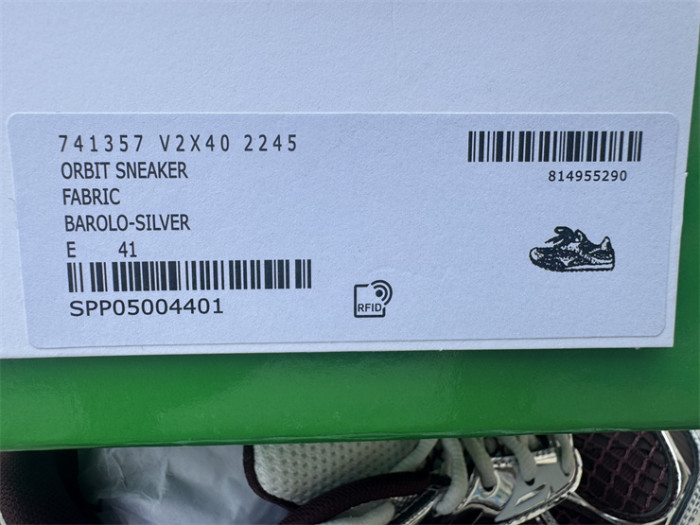 741357 V2X40 2245
ORBIT SNEAKER
FABRIC
BAROLO-SILVER
E 41
SPP05004401
814955290
RFID